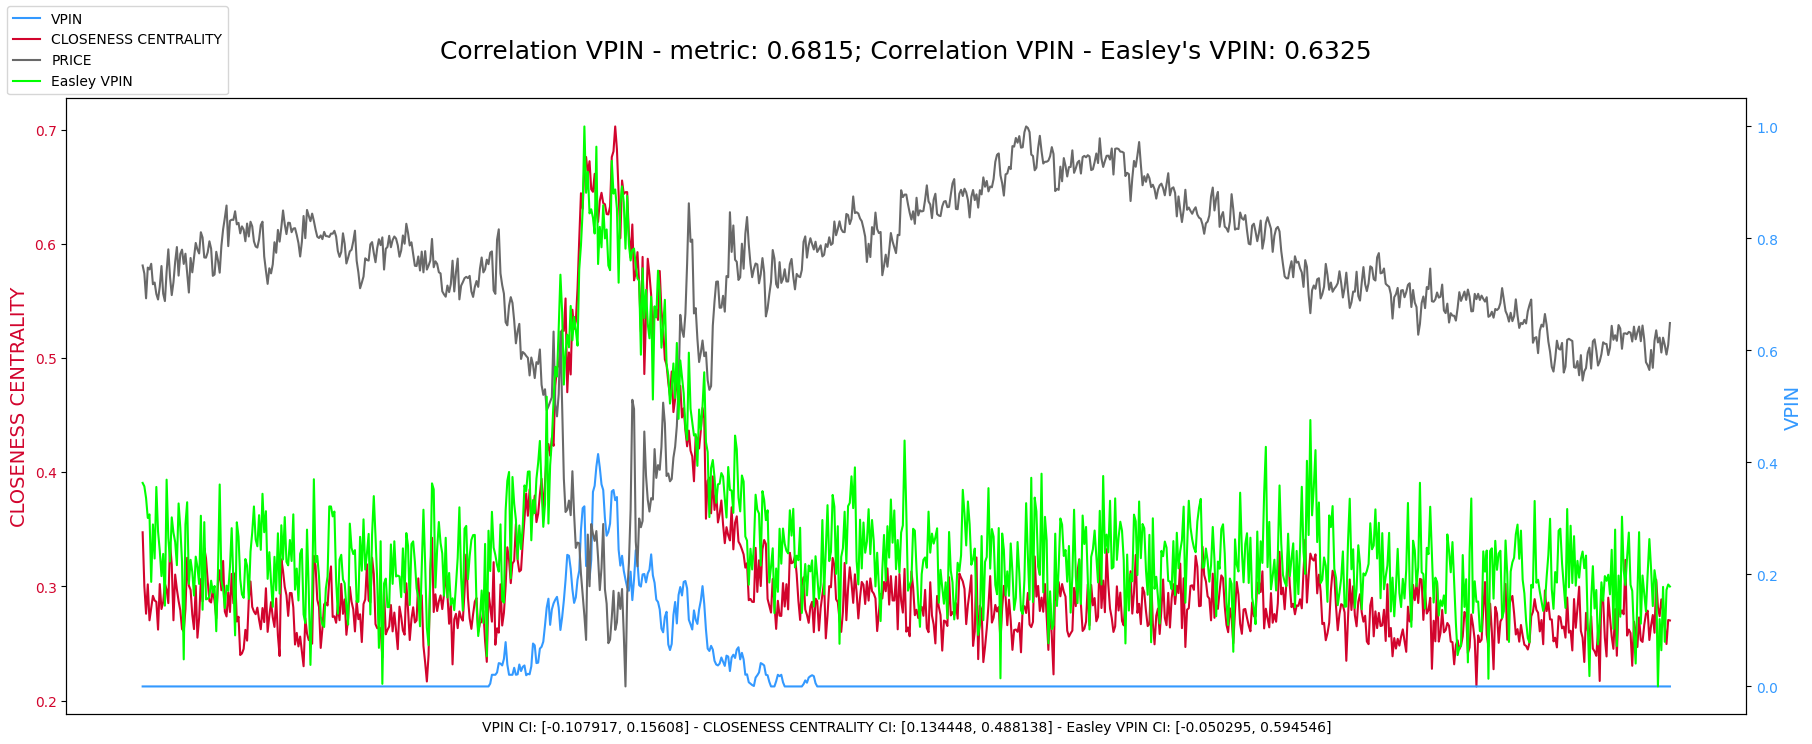 VPIN
CLOSENESS CENTRALITY
PRICE
Easley VPIN
Correlation VPIN - metric: 0.6815; Correlation VPIN - Easley's VPIN: 0.6325
CLOSENESS CENTRALITY
0.7
0.6
0.5
0.4
0.3
0.2
1.0
0.8
0.6
0.4
0.2
0.0
VPIN
VPIN CI: [-0.107917, 0.15608] - CLOSENESS CENTRALITY CI: [0.134448, 0.488138] - Easley VPIN CI: [-0.050295, 0.594546]